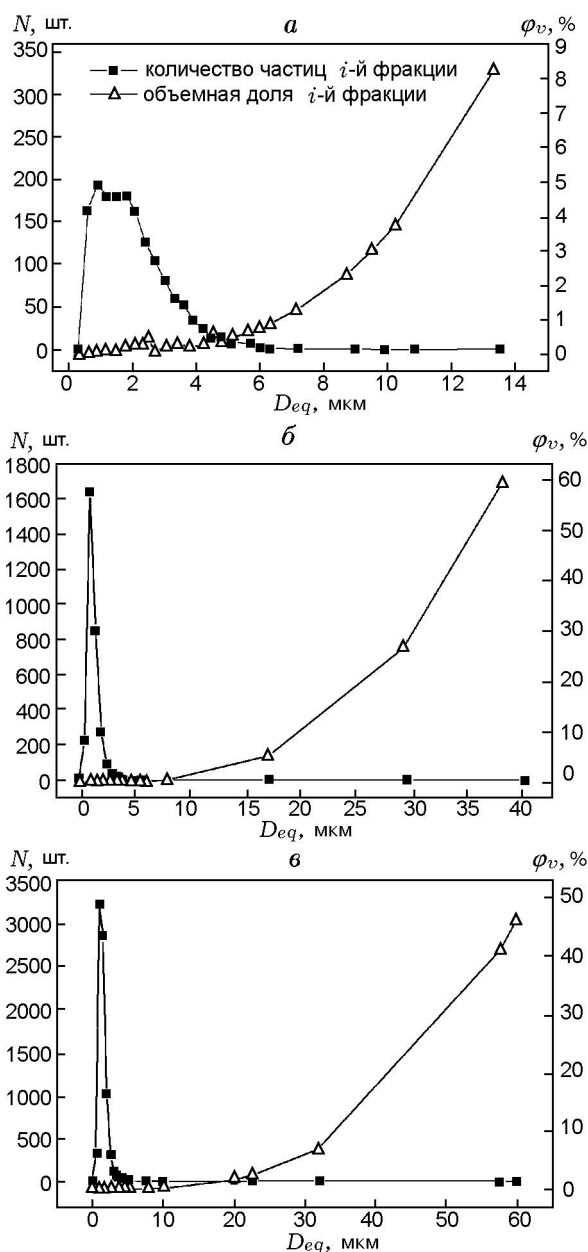 N, шт. а φv, %
350 9
количество частиц i-й фракции
объемная доля i-й фракции
300 8
250 7
200 6
150 5
100 4
50 3
0 2
1
0
0 2 4 6 8 10 12 14
Deq, мкм
N, шт. б φv, %
1800
1600 60
1400 50
1200 40
1000
800 30
600 20
400
200 10
0 0
0 5 10 15 20 25 30 35 40
Deq, мкм
N, шт. в φv, %
3500 50
3000
2500 40
2000 30
1500
1000 20
500 10
0 0
0 10 20 30 40 50 60
Deq, мкм